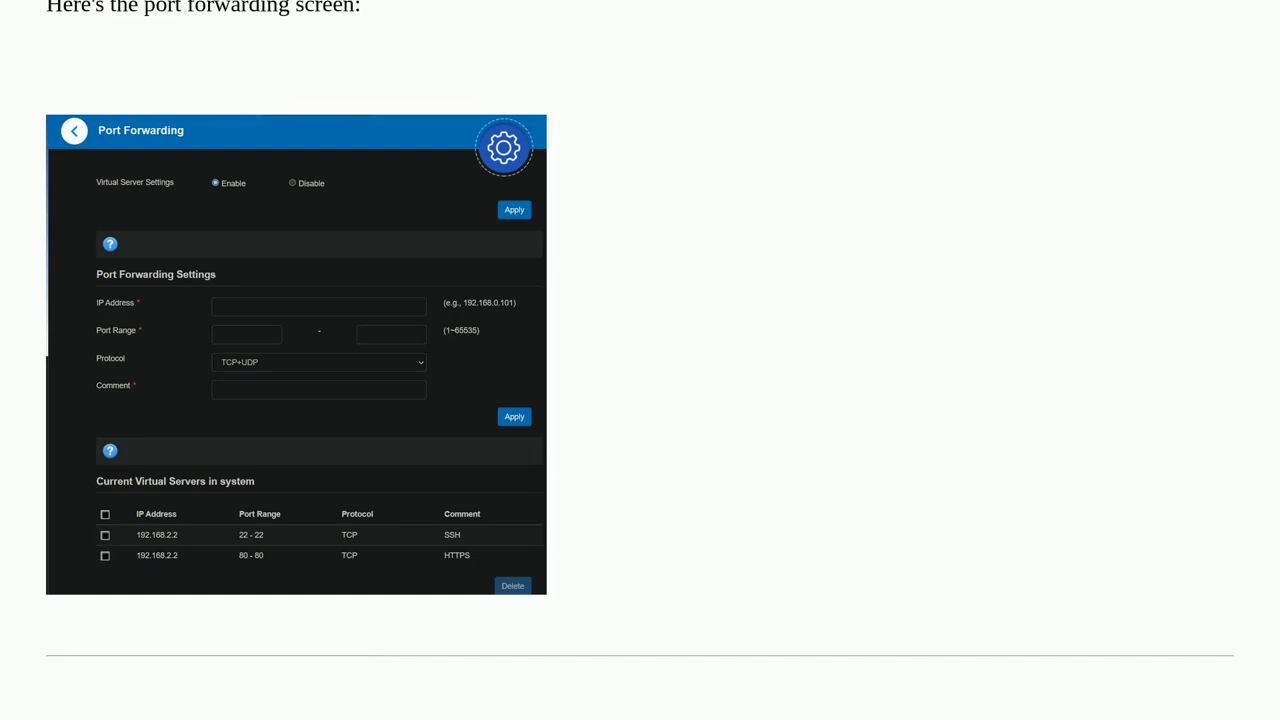 Here's the port forwarding screen:
Port Forwarding
Virtual Server Settings Enable Disable
Apply
?
Port Forwarding Settings
IP Address * (e.g., 192.168.0.101)
Port Range * - (1~65535)
Protocol TCP+UDP
Comment *
Apply
?
Current Virtual Servers in system
IP Address Port Range Protocol Comment
192.168.2.2 22 - 22 TCP SSH
192.168.2.2 80 - 80 TCP HTTPS
Delete